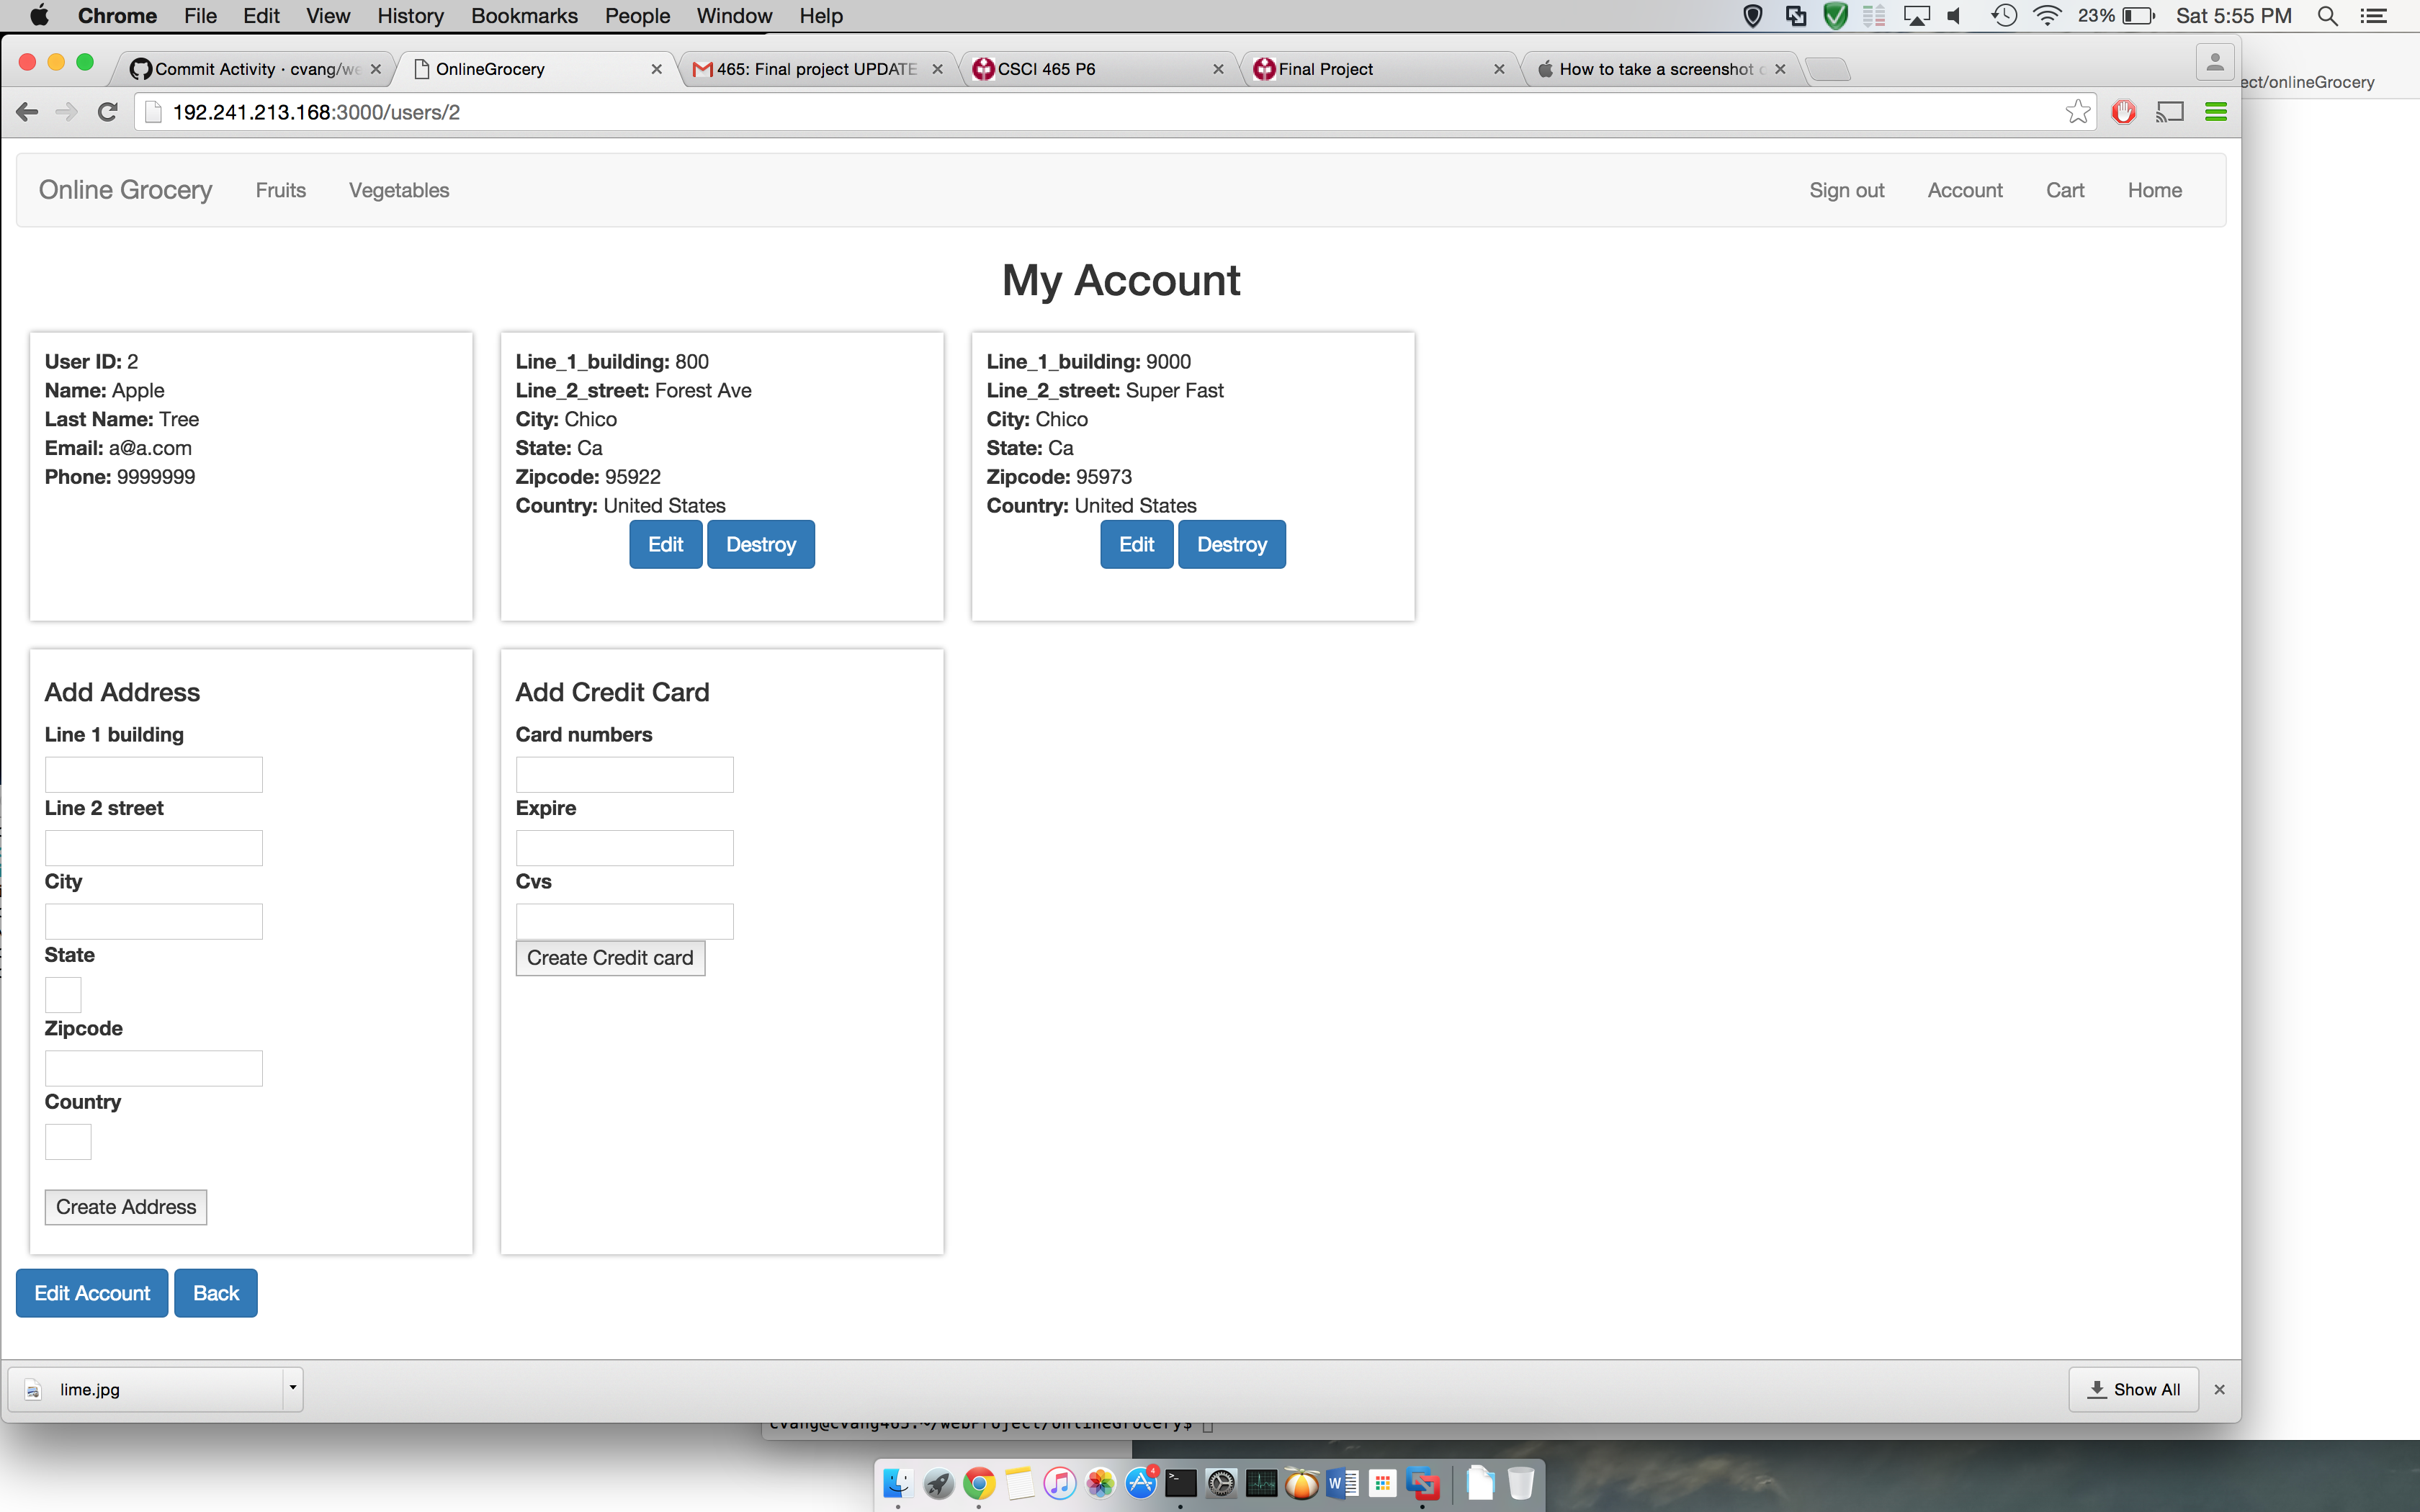 Chrome File Edit View History Bookmarks People Window Help 23% Sat 5:55 PM
Commit Activity · cvang/we OnlineGrocery 465: Final project UPDATE CSCI 465 P6 Final Project How to take a screenshot
ect/onlineGrocery
192.241.213.168:3000/users/2
Online Grocery Fruits Vegetables Sign out Account Cart Home
My Account
User ID: 2
Name: Apple
Last Name: Tree
Email: a@a.com
Phone: 9999999
Line_1_building: 800
Line_2_street: Forest Ave
City: Chico
State: Ca
Zipcode: 95922
Country: United States
Edit Destroy
Line_1_building: 9000
Line_2_street: Super Fast
City: Chico
State: Ca
Zipcode: 95973
Country: United States
Edit Destroy
Add Address
Line 1 building
Line 2 street
City
State
Zipcode
Country
Create Address
Add Credit Card
Card numbers
Expire
Cvs
Create Credit card
Edit Account Back
lime.jpg Show All
cvang@cvang465:~/webProject/onlineGrocery$
4